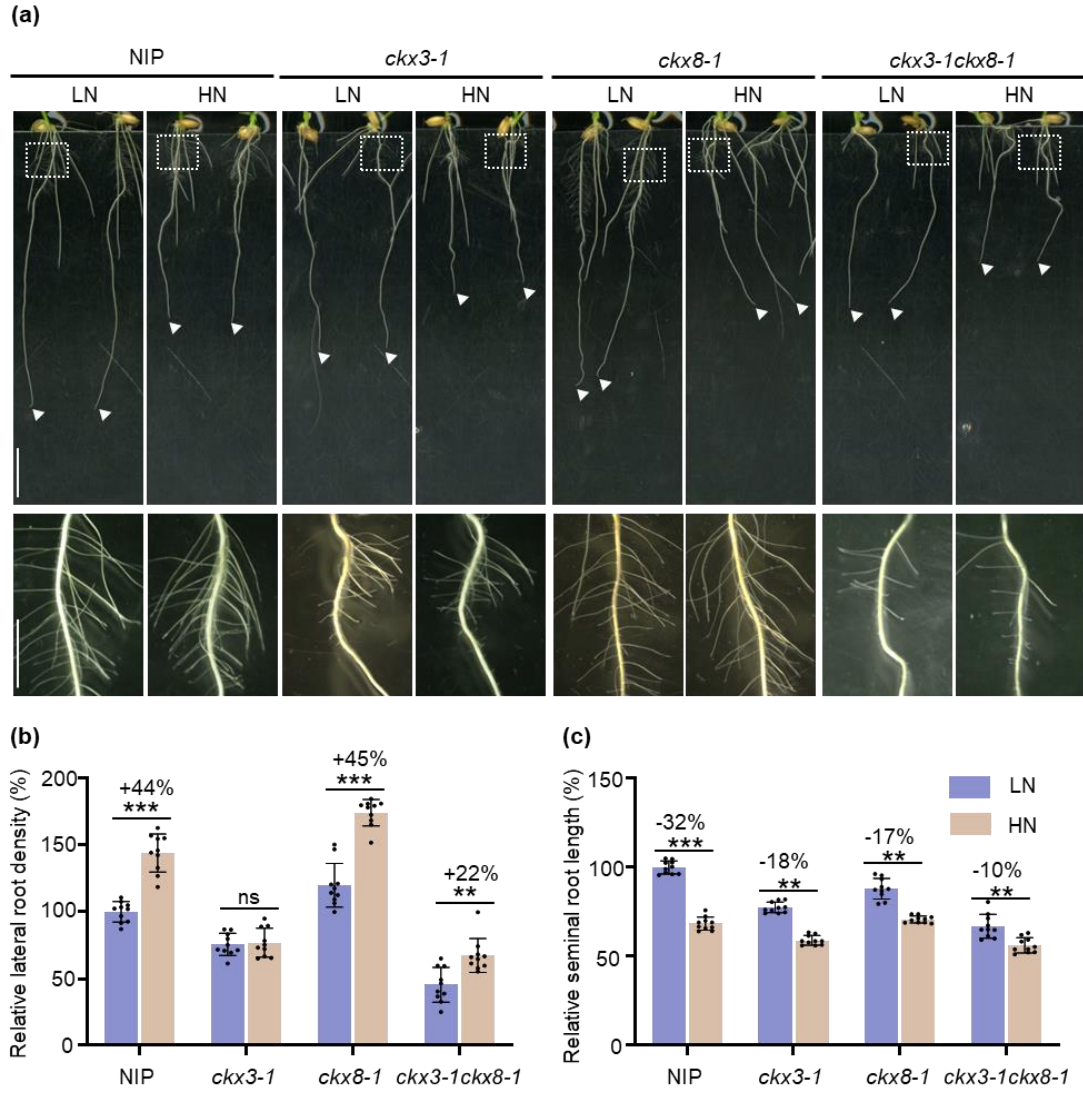 (a)
NIP ckx3-1 ckx8-1 ckx3-1ckx8-1
LN HN LN HN LN HN LN HN
(b)
Relative lateral root density (%)
200
150
100
50
0
+44%
***
ns
+45%
***
+22%
**
NIP ckx3-1 ckx8-1 ckx3-1ckx8-1
(c)
Relative seminal root length (%)
150
100
50
0
-32%
***
-18%
**
-17%
**
-10%
**
LN
HN
NIP ckx3-1 ckx8-1 ckx3-1ckx8-1